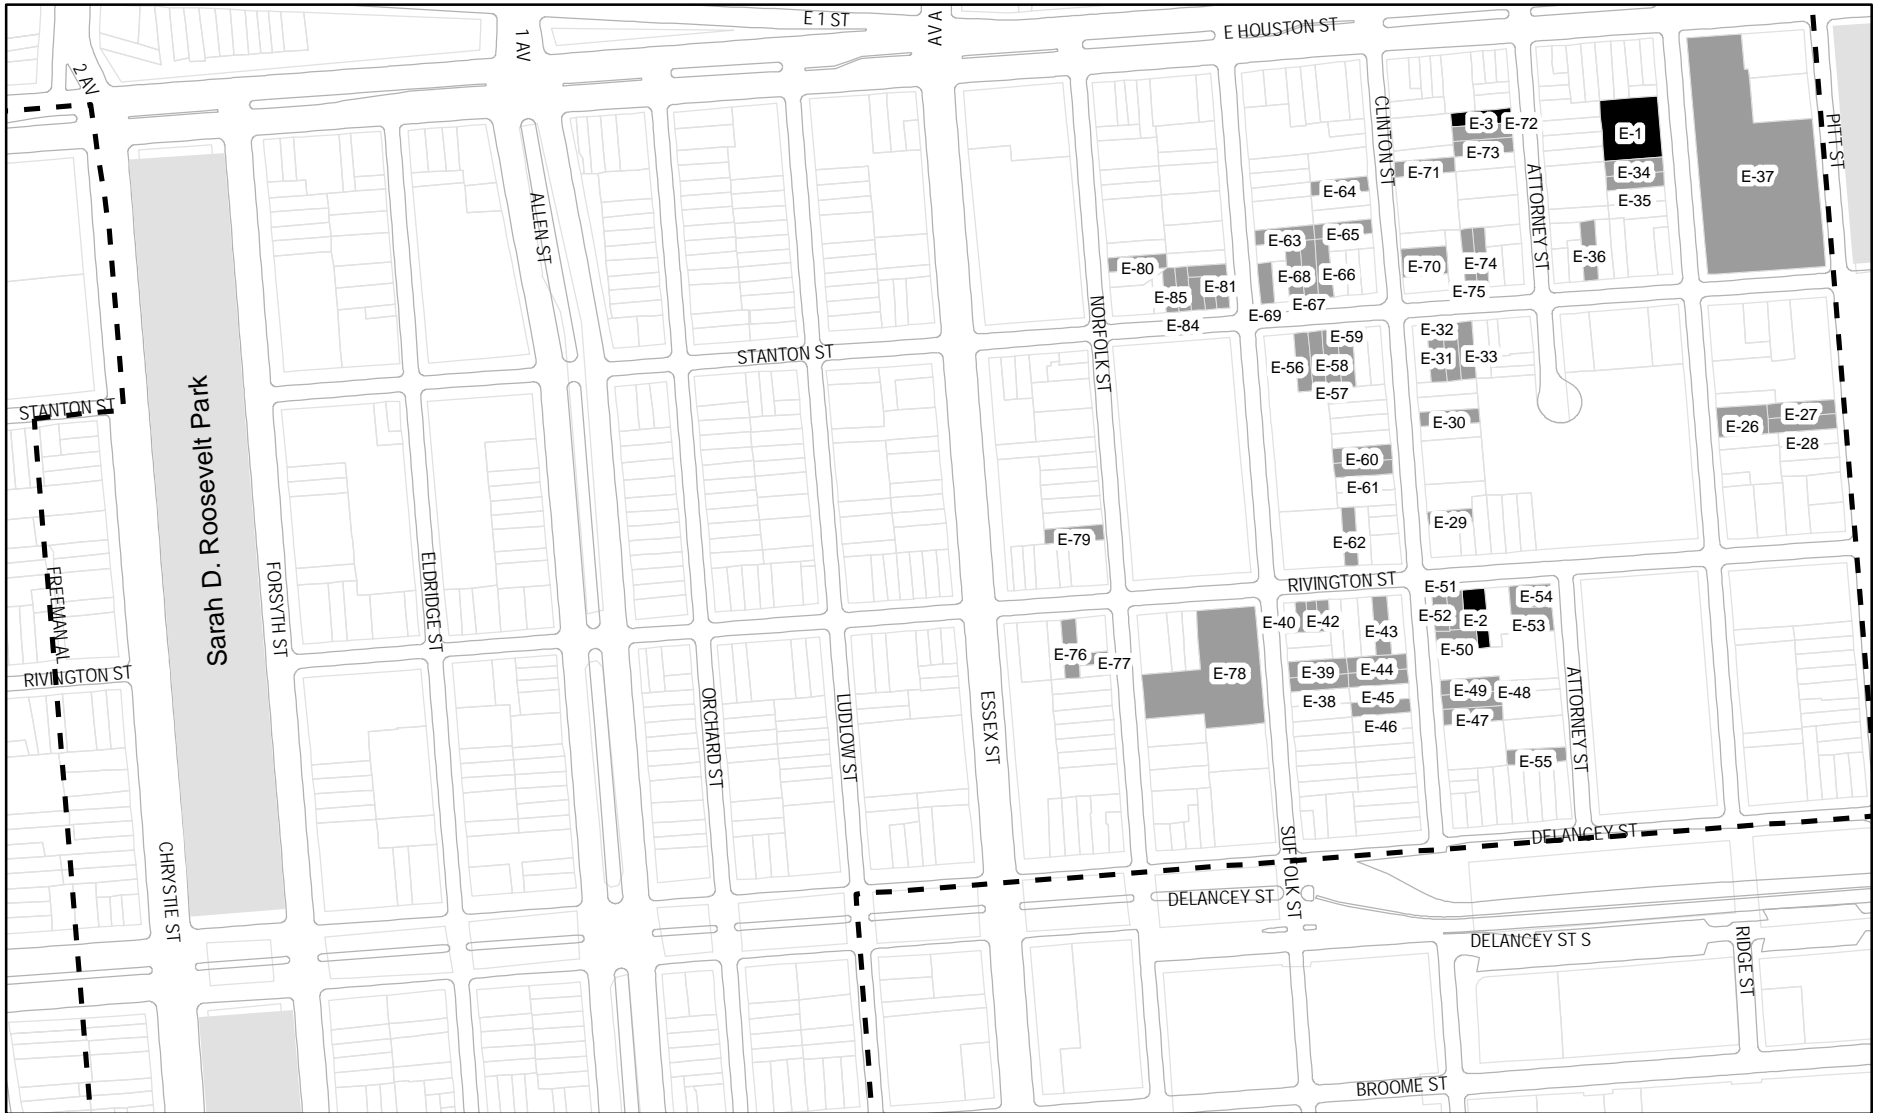 E 1 ST
2 AV
1 AV
AV A
E HOUSTON ST
CLINTON ST
E-3
E-72
E-73
E-71
E-1
E-34
E-35
E-37
PITT ST
ATTORNEY ST
E-64
E-63
E-65
E-68
E-66
E-67
E-69
E-70
E-74
E-75
E-36
E-80
E-81
E-85
E-84
ALLEN ST
NORFOLK ST
STANTON ST
STANTON ST
E-59
E-56
E-58
E-57
E-32
E-31
E-33
E-30
E-26
E-27
E-28
E-60
E-61
E-29
E-62
E-79
Sarah D. Roosevelt Park
FREEMAN AL
FORSYTH ST
ELDRIDGE ST
RIVINGTON ST
RIVINGTON ST
E-51
E-52
E-2
E-50
E-54
E-53
E-40
E-42
E-43
E-76
E-77
E-78
E-39
E-38
E-44
E-45
E-46
E-49
E-48
E-47
E-55
ORCHARD ST
LUDLOW ST
ESSEX ST
ATTORNEY ST
CHRYSTIE ST
SUFFOLK ST
DELANCEY ST
DELANCEY ST
DELANCEY ST S
RIDGE ST
BROOME ST